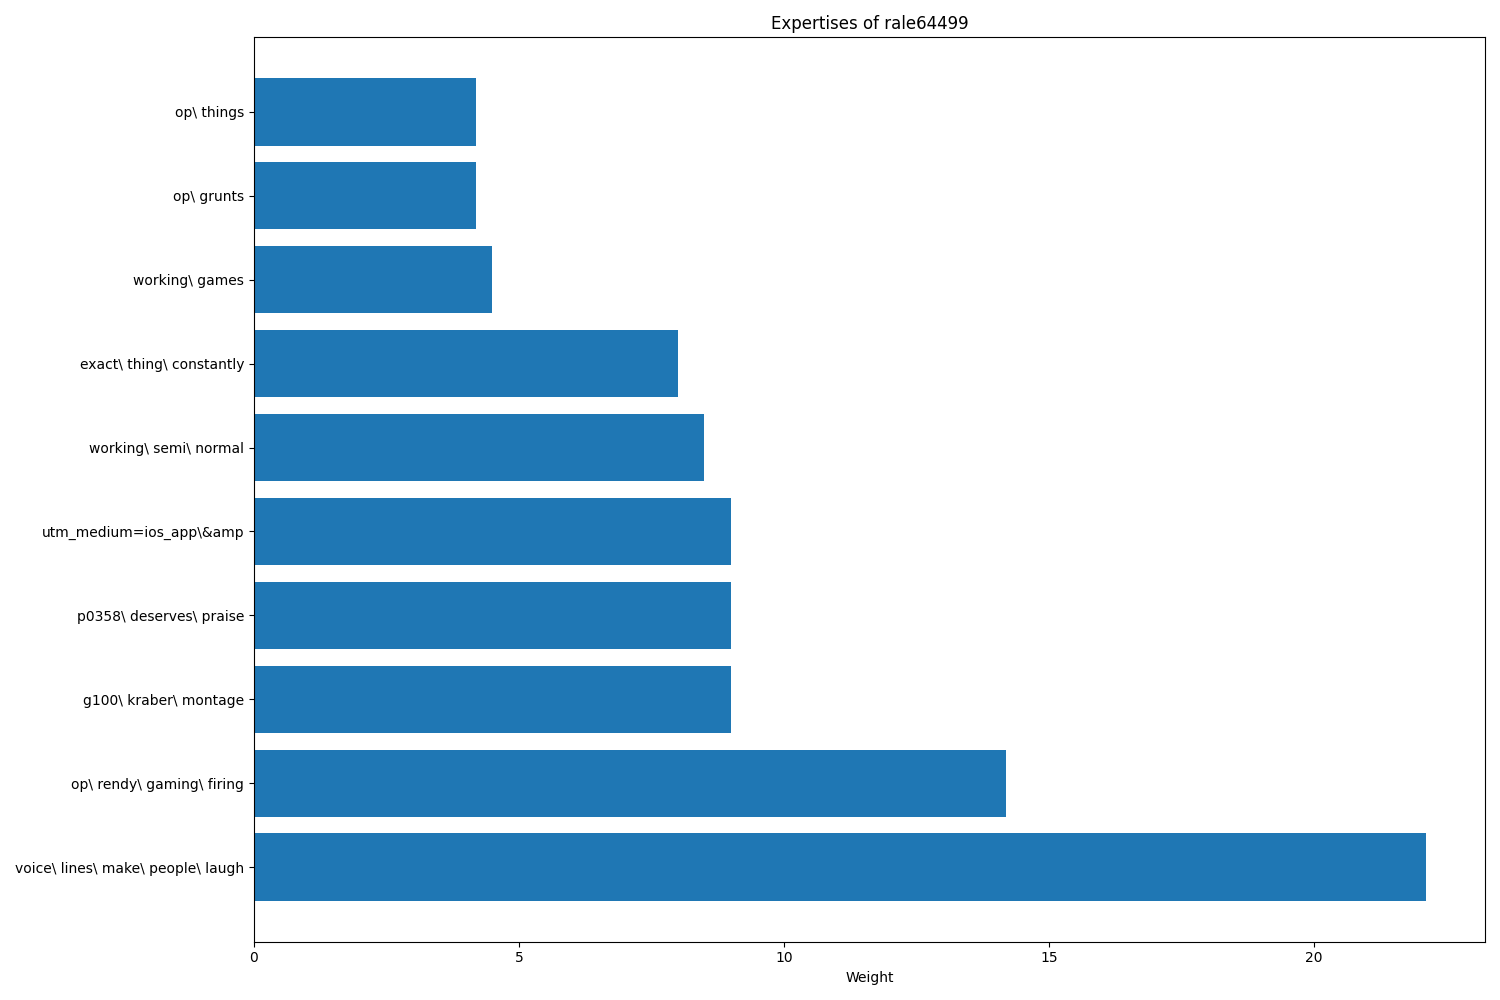 Expertises of rale64499
op\ things
op\ grunts
working\ games
exact\ thing\ constantly
working\ semi\ normal
utm_medium=ios_app\&amp
p0358\ deserves\ praise
g100\ kraber\ montage
op\ rendy\ gaming\ firing
voice\ lines\ make\ people\ laugh
0 5 10 15 20
Weight